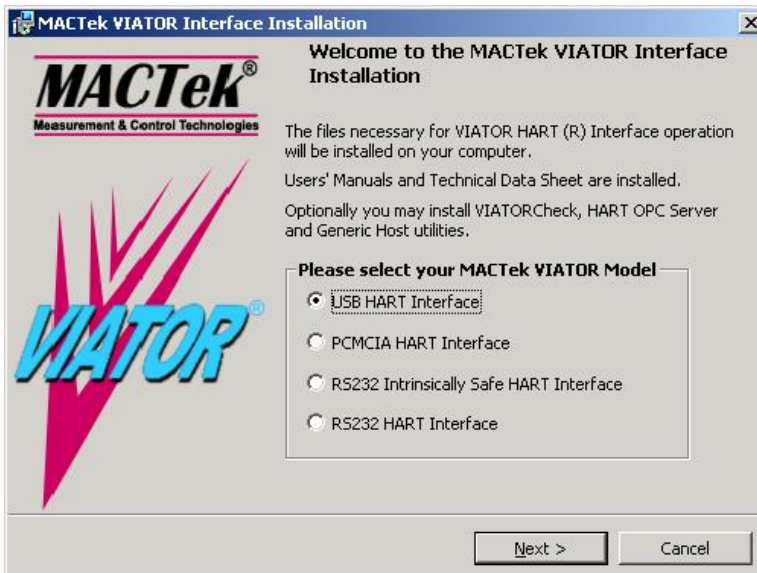 MACTek VIATOR Interface Installation
MACTek®
Measurement & Control Technologies
VIATOR®
Welcome to the MACTek VIATOR Interface
Installation
The files necessary for VIATOR HART (R) Interface operation
will be installed on your computer.
Users' Manuals and Technical Data Sheet are installed.
Optionally you may install VIATORCheck, HART OPC Server
and Generic Host utilities.
Please select your MACTek VIATOR Model
USB HART Interface
PCMCIA HART Interface
RS232 Intrinsically Safe HART Interface
RS232 HART Interface
Next >
Cancel